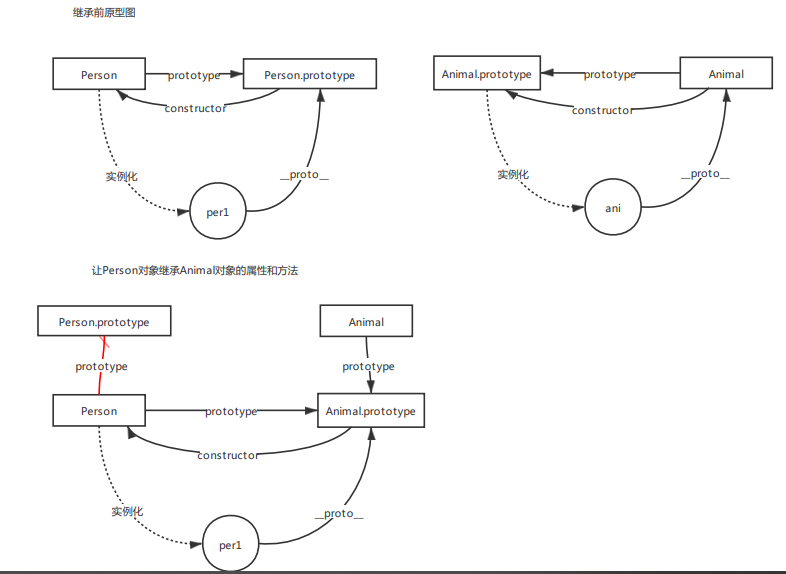 继承前原型图
Person
prototype
Person.prototype
constructor
实例化
__proto__
per1
Animal.prototype
prototype
Animal
constructor
实例化
__proto__
ani
让Person对象继承Animal对象的属性和方法
Person.prototype
Animal
prototype
prototype
Person
prototype
Animal.prototype
constructor
实例化
__proto__
per1